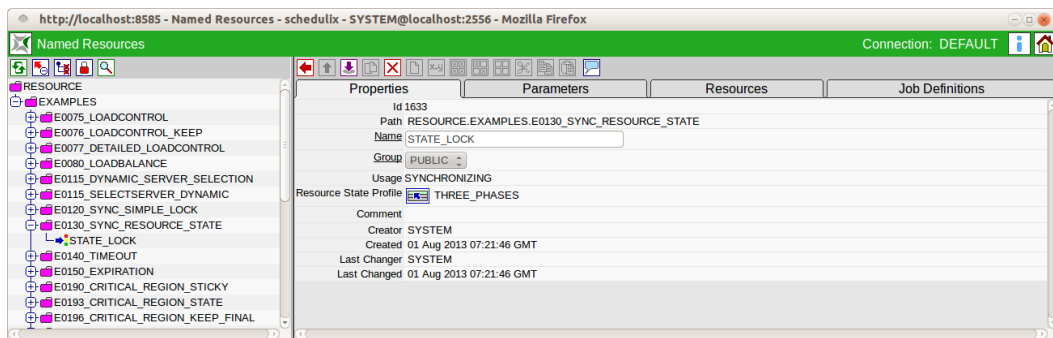 http://localhost:8585 - Named Resources - schedulix - SYSTEM@localhost:2556 - Mozilla Firefox
Named Resources
Connection: DEFAULT
RESOURCE
EXAMPLES
E0075_LOADCONTROL
E0076_LOADCONTROL_KEEP
E0077_DETAILED_LOADCONTROL
E0080_LOADBALANCE
E0115_DYNAMIC_SERVER_SELECTION
E0115_SELECTSERVER_DYNAMIC
E0120_SYNC_SIMPLE_LOCK
E0130_SYNC_RESOURCE_STATE
STATE_LOCK
E0140_TIMEOUT
E0150_EXPIRATION
E0190_CRITICAL_REGION_STICKY
E0193_CRITICAL_REGION_STATE
E0196_CRITICAL_REGION_KEEP_FINAL
Properties Parameters Resources Job Definitions
Id 1633
Path RESOURCE.EXAMPLES.E0130_SYNC_RESOURCE_STATE
Name STATE_LOCK
Group PUBLIC
Usage SYNCHRONIZING
Resource State Profile THREE_PHASES
Comment
Creator SYSTEM
Created 01 Aug 2013 07:21:46 GMT
Last Changer SYSTEM
Last Changed 01 Aug 2013 07:21:46 GMT